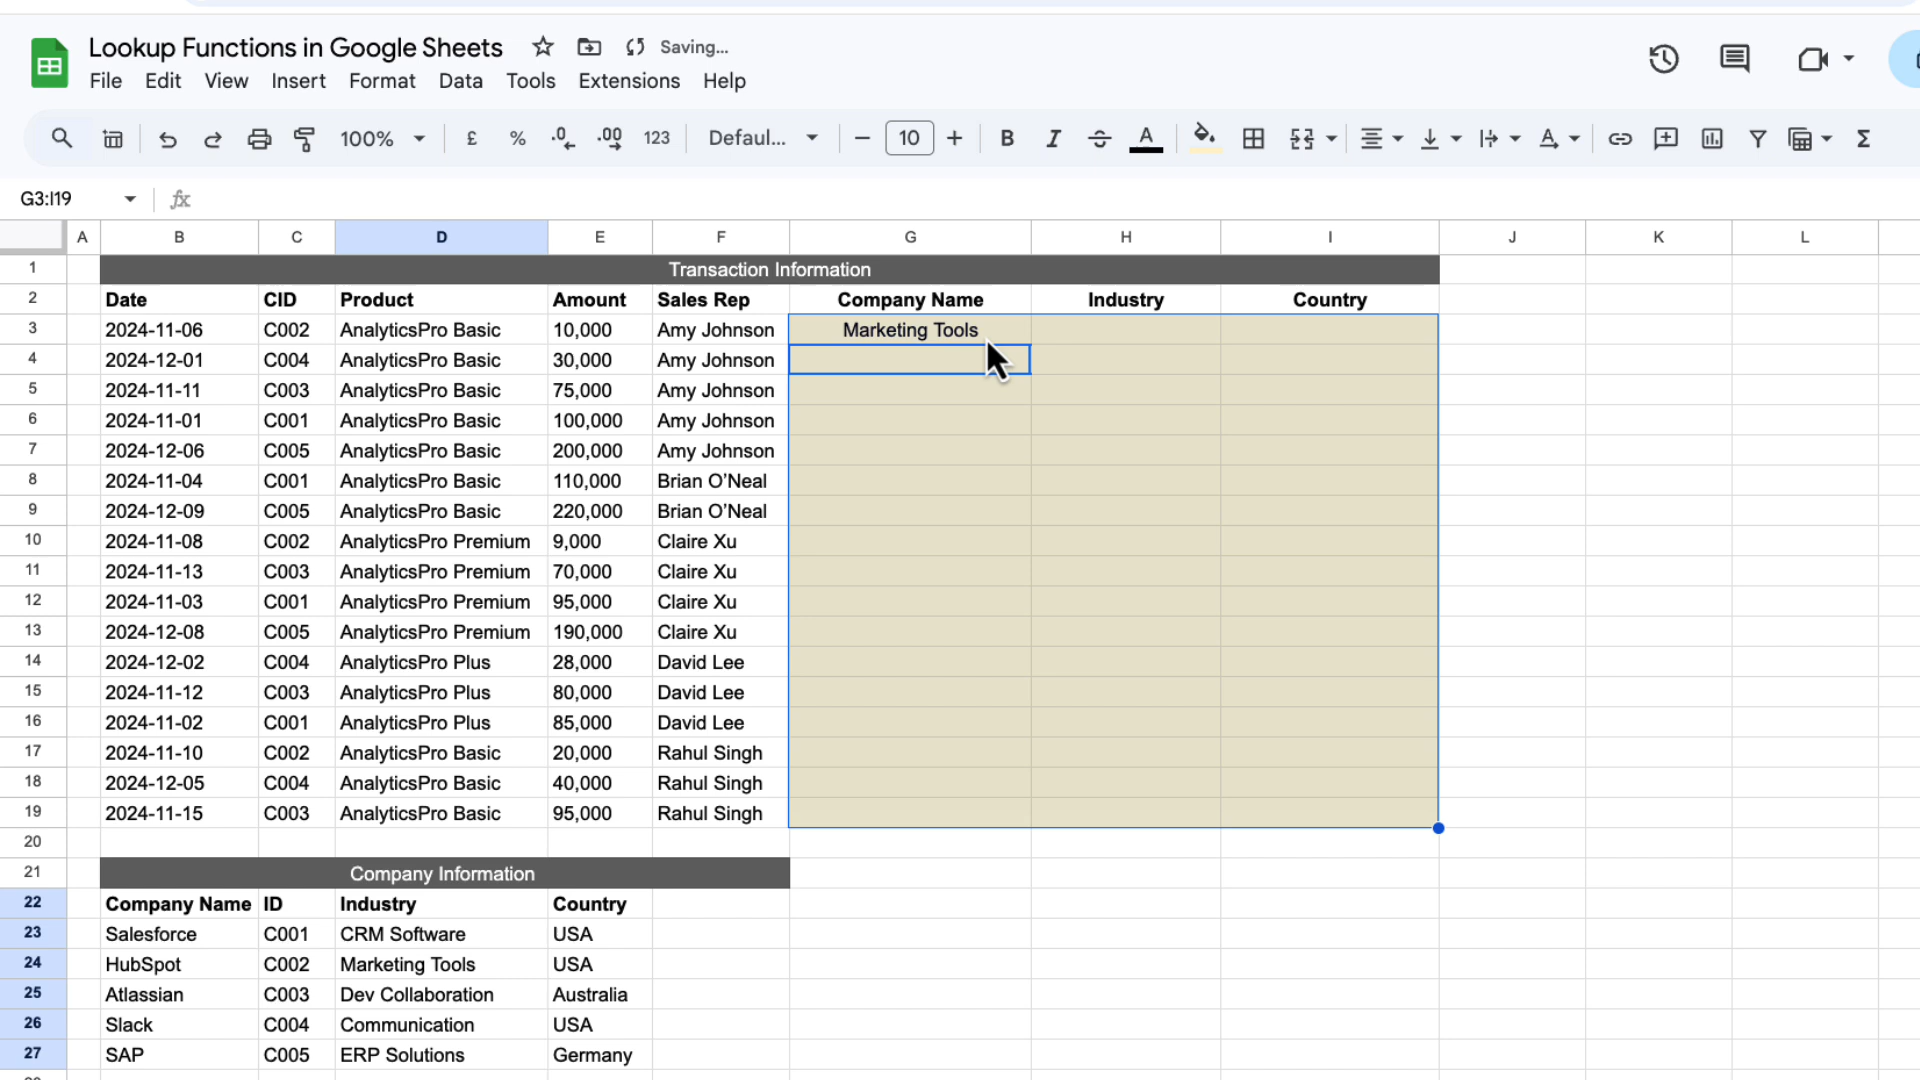 Lookup Functions in Google Sheets Saving...
File Edit View Insert Format Data Tools Extensions Help
100% £ % .0 .00 123 Defaul... 10 B I A
G3:I19 fx
A B C D E F G H I J K L
1 Transaction Information
2 Date CID Product Amount Sales Rep Company Name Industry Country
3 2024-11-06 C002 AnalyticsPro Basic 10,000 Amy Johnson Marketing Tools
4 2024-12-01 C004 AnalyticsPro Basic 30,000 Amy Johnson
5 2024-11-11 C003 AnalyticsPro Basic 75,000 Amy Johnson
6 2024-11-01 C001 AnalyticsPro Basic 100,000 Amy Johnson
7 2024-12-06 C005 AnalyticsPro Basic 200,000 Amy Johnson
8 2024-11-04 C001 AnalyticsPro Basic 110,000 Brian O’Neal
9 2024-12-09 C005 AnalyticsPro Basic 220,000 Brian O’Neal
10 2024-11-08 C002 AnalyticsPro Premium 9,000 Claire Xu
11 2024-11-13 C003 AnalyticsPro Premium 70,000 Claire Xu
12 2024-11-03 C001 AnalyticsPro Premium 95,000 Claire Xu
13 2024-12-08 C005 AnalyticsPro Premium 190,000 Claire Xu
14 2024-12-02 C004 AnalyticsPro Plus 28,000 David Lee
15 2024-11-12 C003 AnalyticsPro Plus 80,000 David Lee
16 2024-11-02 C001 AnalyticsPro Plus 85,000 David Lee
17 2024-11-10 C002 AnalyticsPro Basic 20,000 Rahul Singh
18 2024-12-05 C004 AnalyticsPro Basic 40,000 Rahul Singh
19 2024-11-15 C003 AnalyticsPro Basic 95,000 Rahul Singh
20
21 Company Information
22 Company Name ID Industry Country
23 Salesforce C001 CRM Software USA
24 HubSpot C002 Marketing Tools USA
25 Atlassian C003 Dev Collaboration Australia
26 Slack C004 Communication USA
27 SAP C005 ERP Solutions Germany